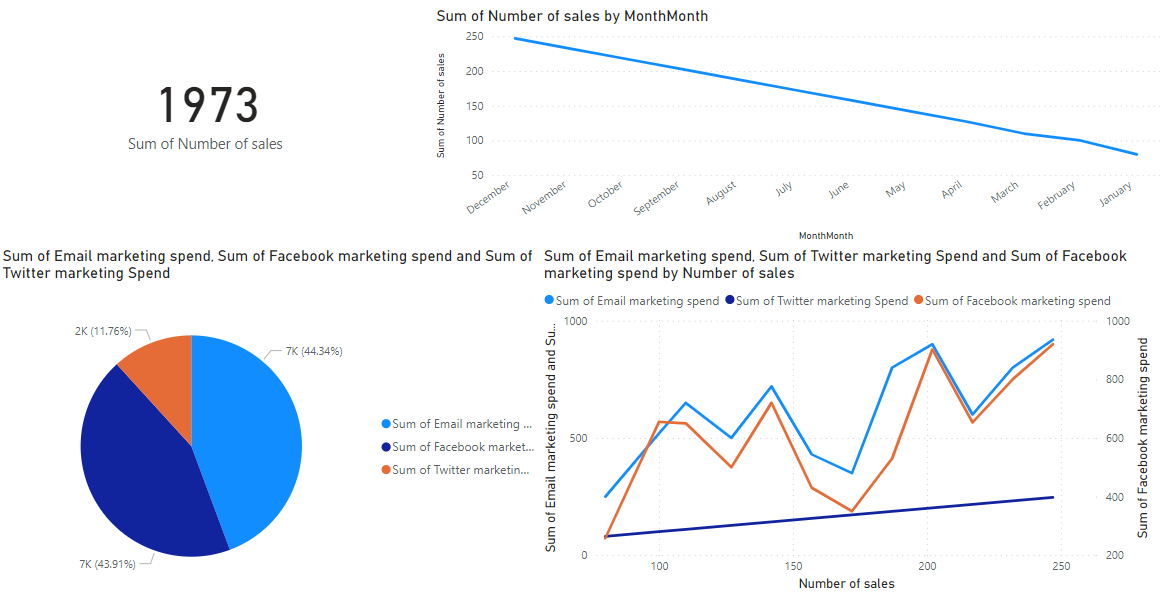 Sum of Number of sales by MonthMonth
Sum of Number of sales
250
200
150
100
50
December
November
October
September
August
July
June
May
April
March
February
January
MonthMonth
1973
Sum of Number of sales
Sum of Email marketing spend, Sum of Facebook marketing spend and Sum of
Twitter marketing Spend
2K (11.76%)
7K (44.34%)
7K (43.91%)
Sum of Email marketing ...
Sum of Facebook market...
Sum of Twitter marketin...
Sum of Email marketing spend, Sum of Twitter marketing Spend and Sum of Facebook
marketing spend by Number of sales
Sum of Email marketing spend
Sum of Twitter marketing Spend
Sum of Facebook marketing spend
Sum of Email marketing spend and Su...
1000
500
0
100
150
200
250
Number of sales
1000
800
600
400
200
Sum of Facebook marketing spend